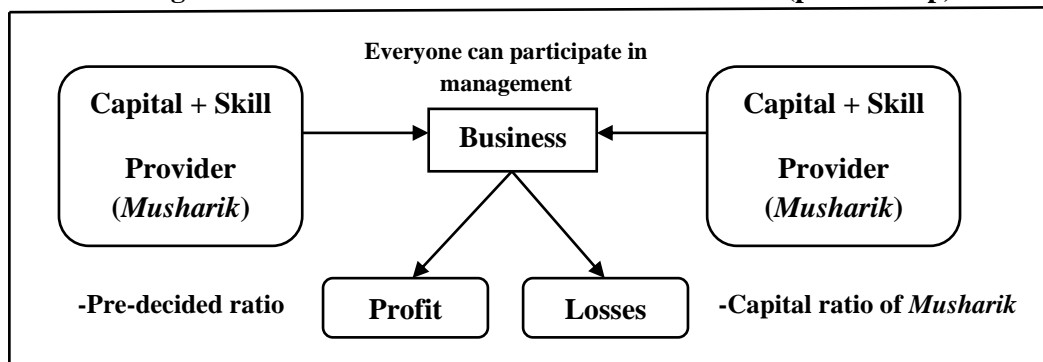 Everyone can participate in
management
Capital + Skill
Provider
(Musharik)
Business
Capital + Skill
Provider
(Musharik)
-Pre-decided ratio
Profit
Losses
-Capital ratio of Musharik